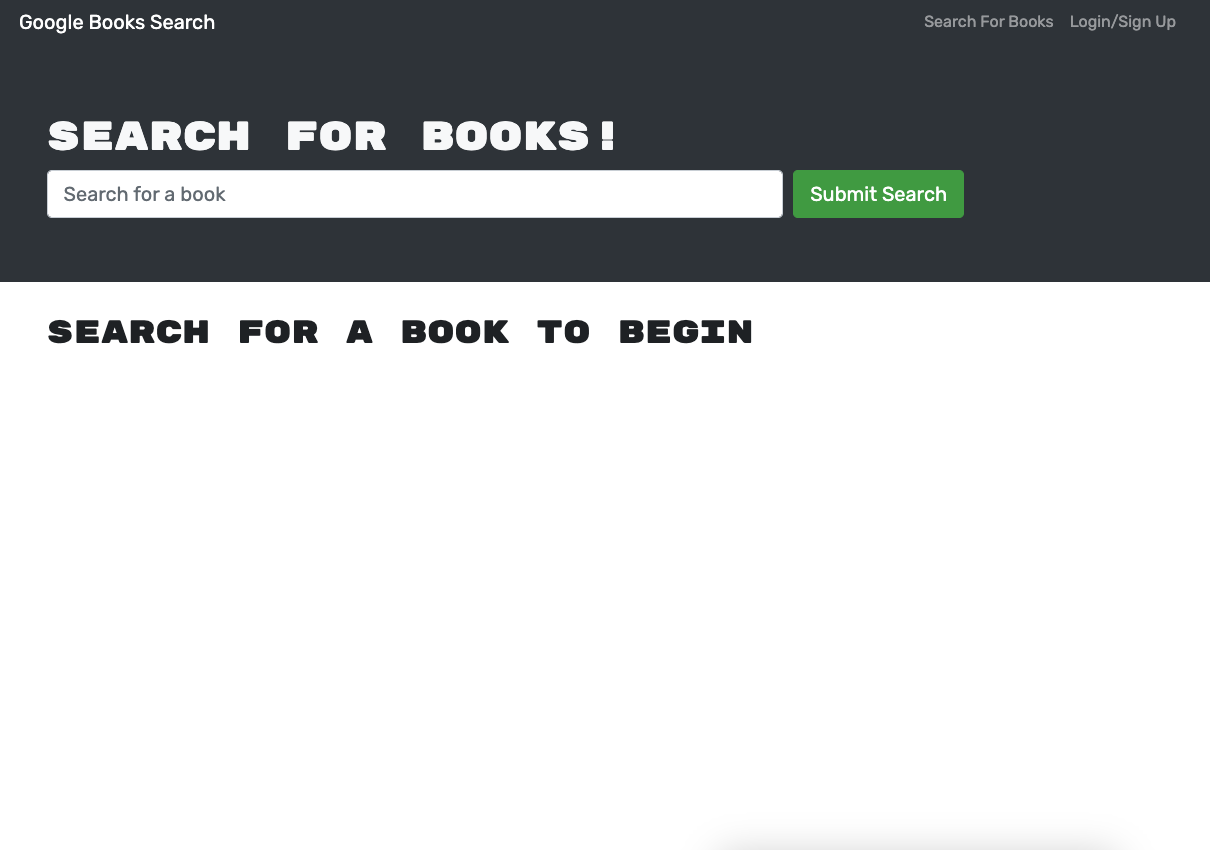 Google Books Search
Search For Books
Login/Sign Up
SEARCH FOR BOOKS!
Search for a book
Submit Search
SEARCH FOR A BOOK TO BEGIN